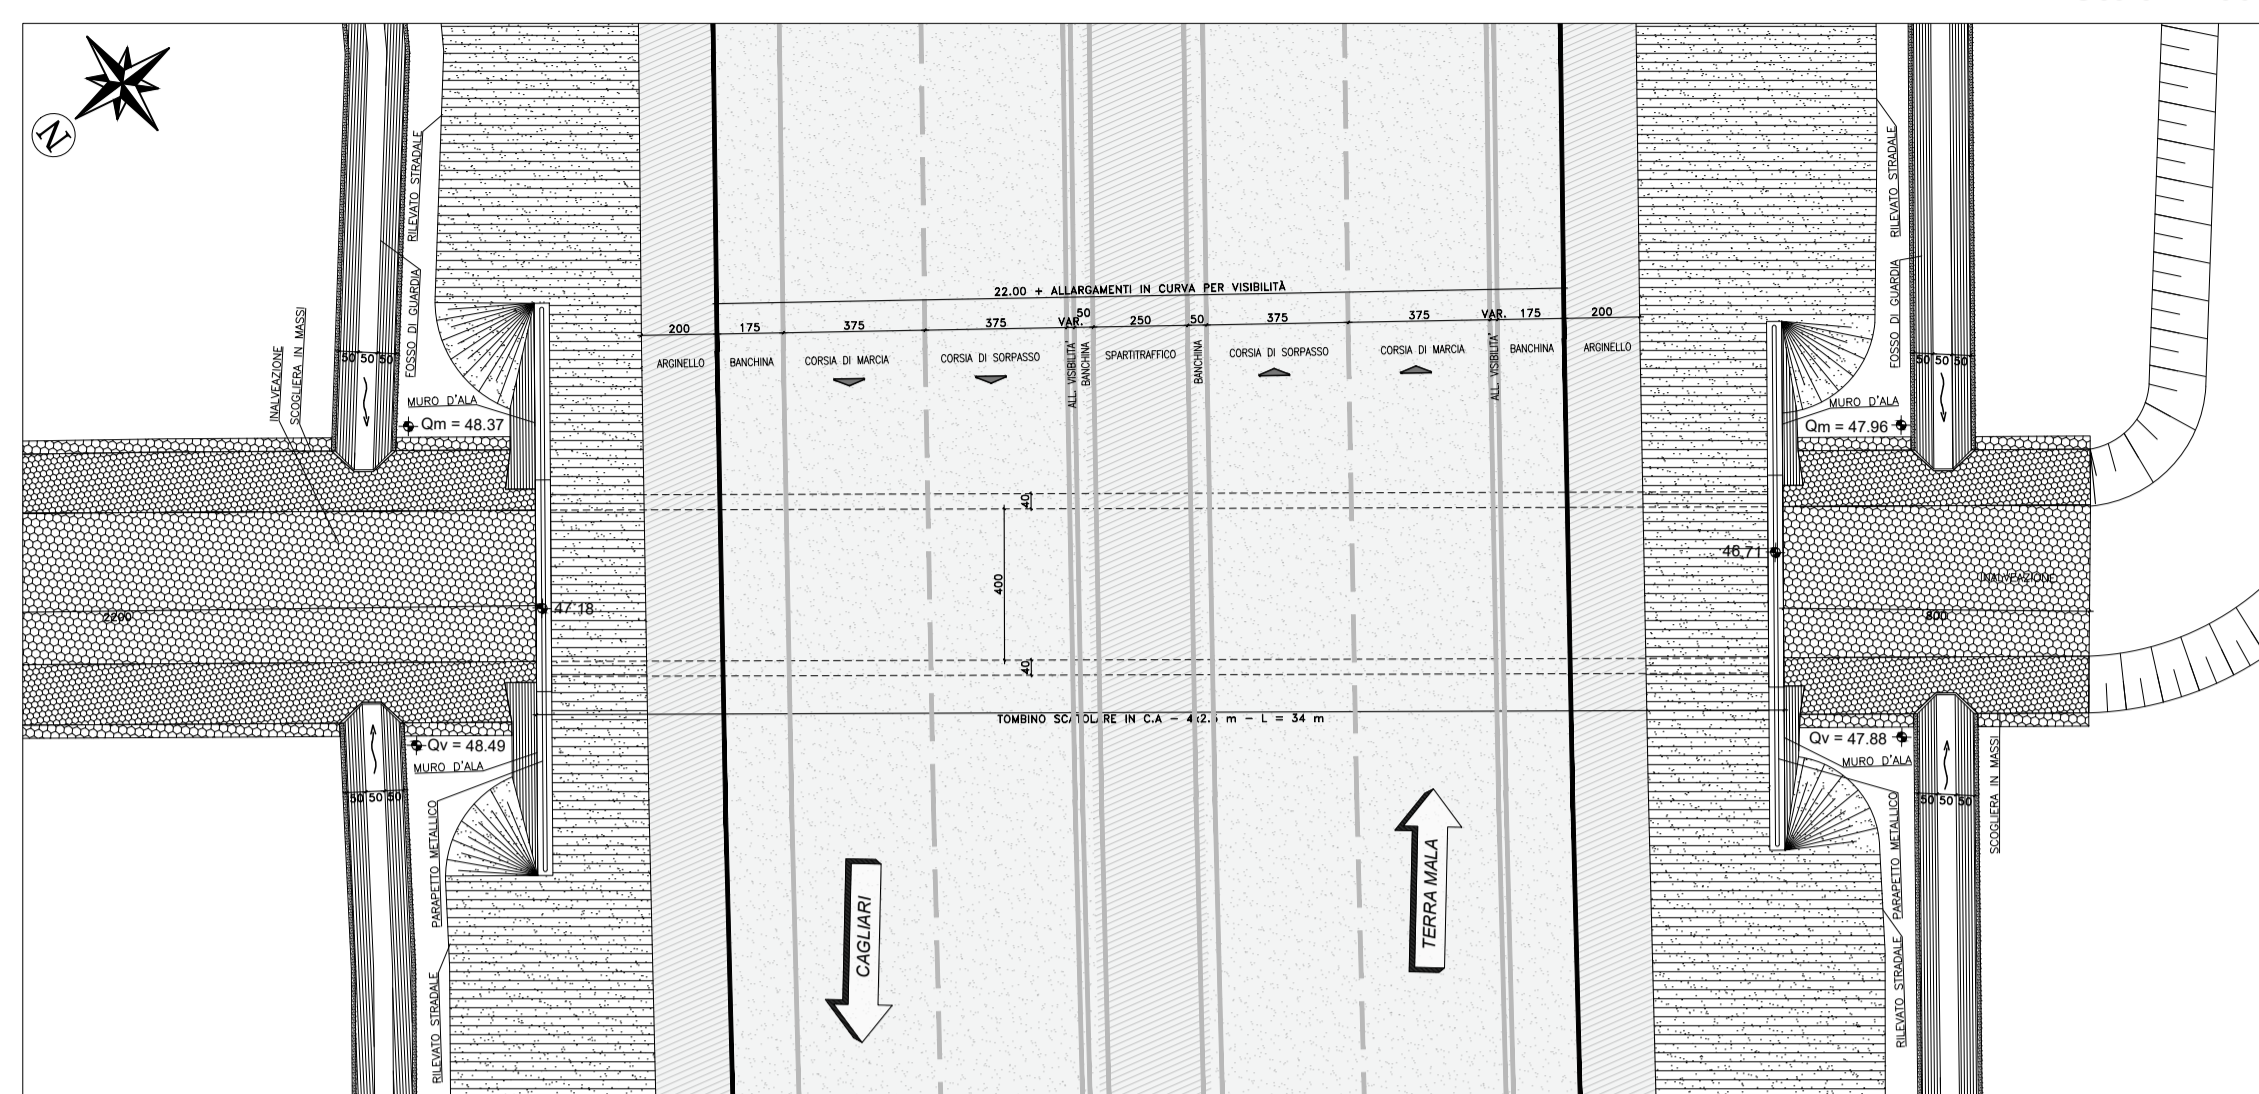 N
RILEVATO STRADALE
FOSSO DI GUARDIA
INALVEAZIONE
SCOGLIERA IN MASSI
50 50 50
MURO D'ALA
Qm = 48.37
22.00 + ALLARGAMENTI IN CURVA PER VISIBILITÀ
200 175 375 375 VAR. 50 250 50 375 375 VAR. 175 200
ARGINELLO BANCHINA CORSIA DI MARCIA CORSIA DI SORPASSO ALL. VISIBILITA' BANCHINA SPARTITRAFFICO BANCHINA CORSIA DI SORPASSO CORSIA DI MARCIA ALL. VISIBILITA' BANCHINA ARGINELLO
RILEVATO STRADALE
FOSSO DI GUARDIA
50 50 50
MURO D'ALA
Qm = 47.96
40
400
40
46.71
INALVEAZIONE
47.18
2200
800
TOMBINO SCATOLARE IN C.A - 4x2.5 m - L = 34 m
Qv = 48.49
MURO D'ALA
50 50 50
PARAPETTO METALLICO
RILEVATO STRADALE
CAGLIARI
TERRA MALA
Qv = 47.88
MURO D'ALA
50 50 50
PARAPETTO METALLICO
RILEVATO STRADALE
SCOGLIERA IN MASSI